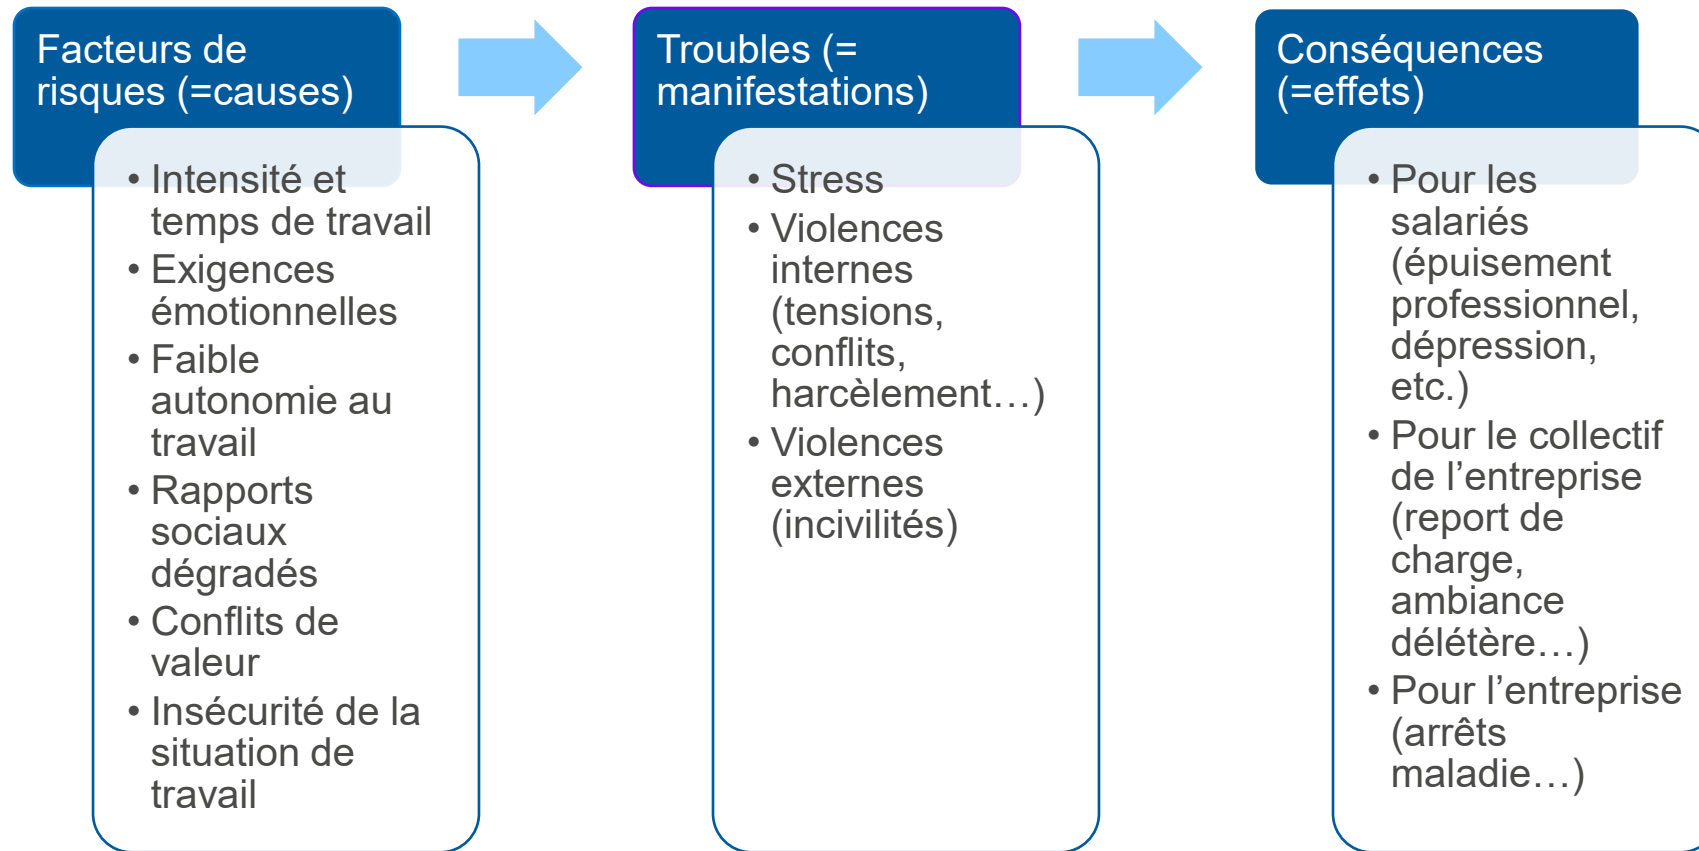 Facteurs de
risques (=causes)
• Intensité et
temps de travail
• Exigences
émotionnelles
• Faible
autonomie au
travail
• Rapports
sociaux
dégradés
• Conflits de
valeur
• Insécurité de la
situation de
travail
Troubles (=
manifestations)
• Stress
• Violences
internes
(tensions,
conflits,
harcèlement…)
• Violences
externes
(incivilités)
Conséquences
(=effets)
• Pour les
salariés
(épuisement
professionnel,
dépression,
etc.)
• Pour le collectif
de l’entreprise
(report de
charge,
ambiance
délétère…)
• Pour l’entreprise
(arrêts
maladie…)